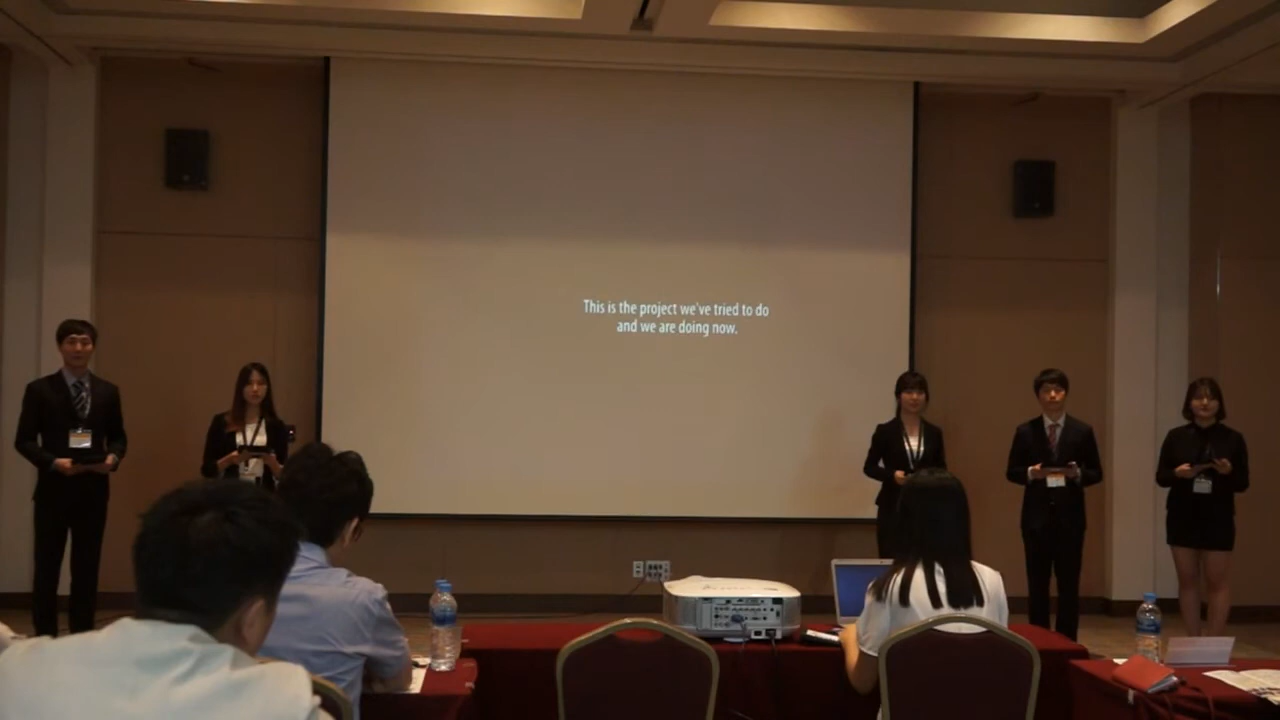 This is the project we've tried to do
and we are doing now.